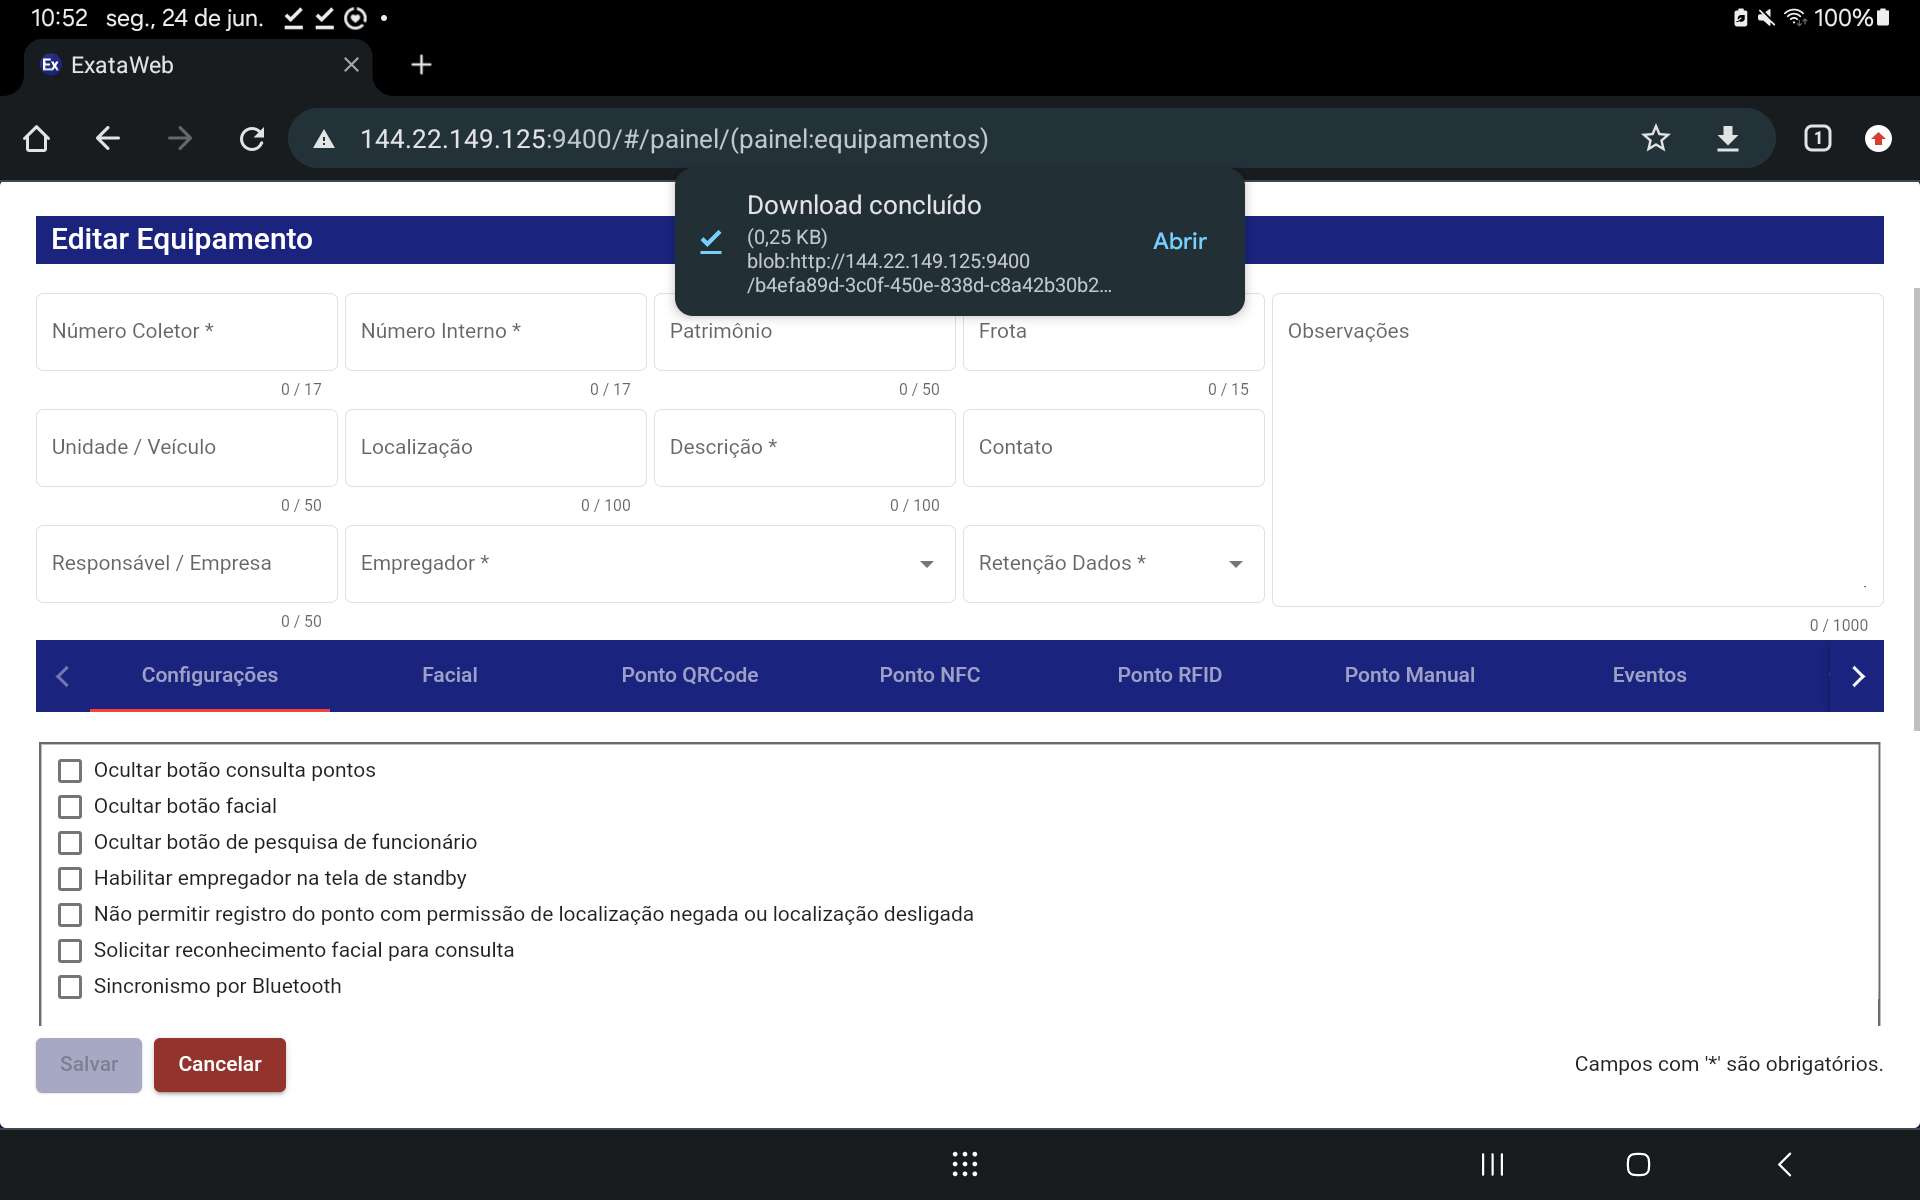 10:52 seg., 24 de jun. 100%
Ex ExataWeb
144.22.149.125:9400/#/painel/(painel:equipamentos) 1
Download concluído
(0,25 KB)
blob:http://144.22.149.125:9400
/b4efa89d-3c0f-450e-838d-c8a42b30b2...
Abrir
Editar Equipamento
Número Coletor * Número Interno * Patrimônio Frota Observações
0 / 17 0 / 17 0 / 50 0 / 15
Unidade / Veículo Localização Descrição * Contato
0 / 50 0 / 100 0 / 100
Responsável / Empresa Empregador * Retenção Dados *
0 / 50 0 / 1000
Configurações Facial Ponto QRCode Ponto NFC Ponto RFID Ponto Manual Eventos
Ocultar botão consulta pontos
Ocultar botão facial
Ocultar botão de pesquisa de funcionário
Habilitar empregador na tela de standby
Não permitir registro do ponto com permissão de localização negada ou localização desligada
Solicitar reconhecimento facial para consulta
Sincronismo por Bluetooth
Salvar Cancelar Campos com '*' são obrigatórios.